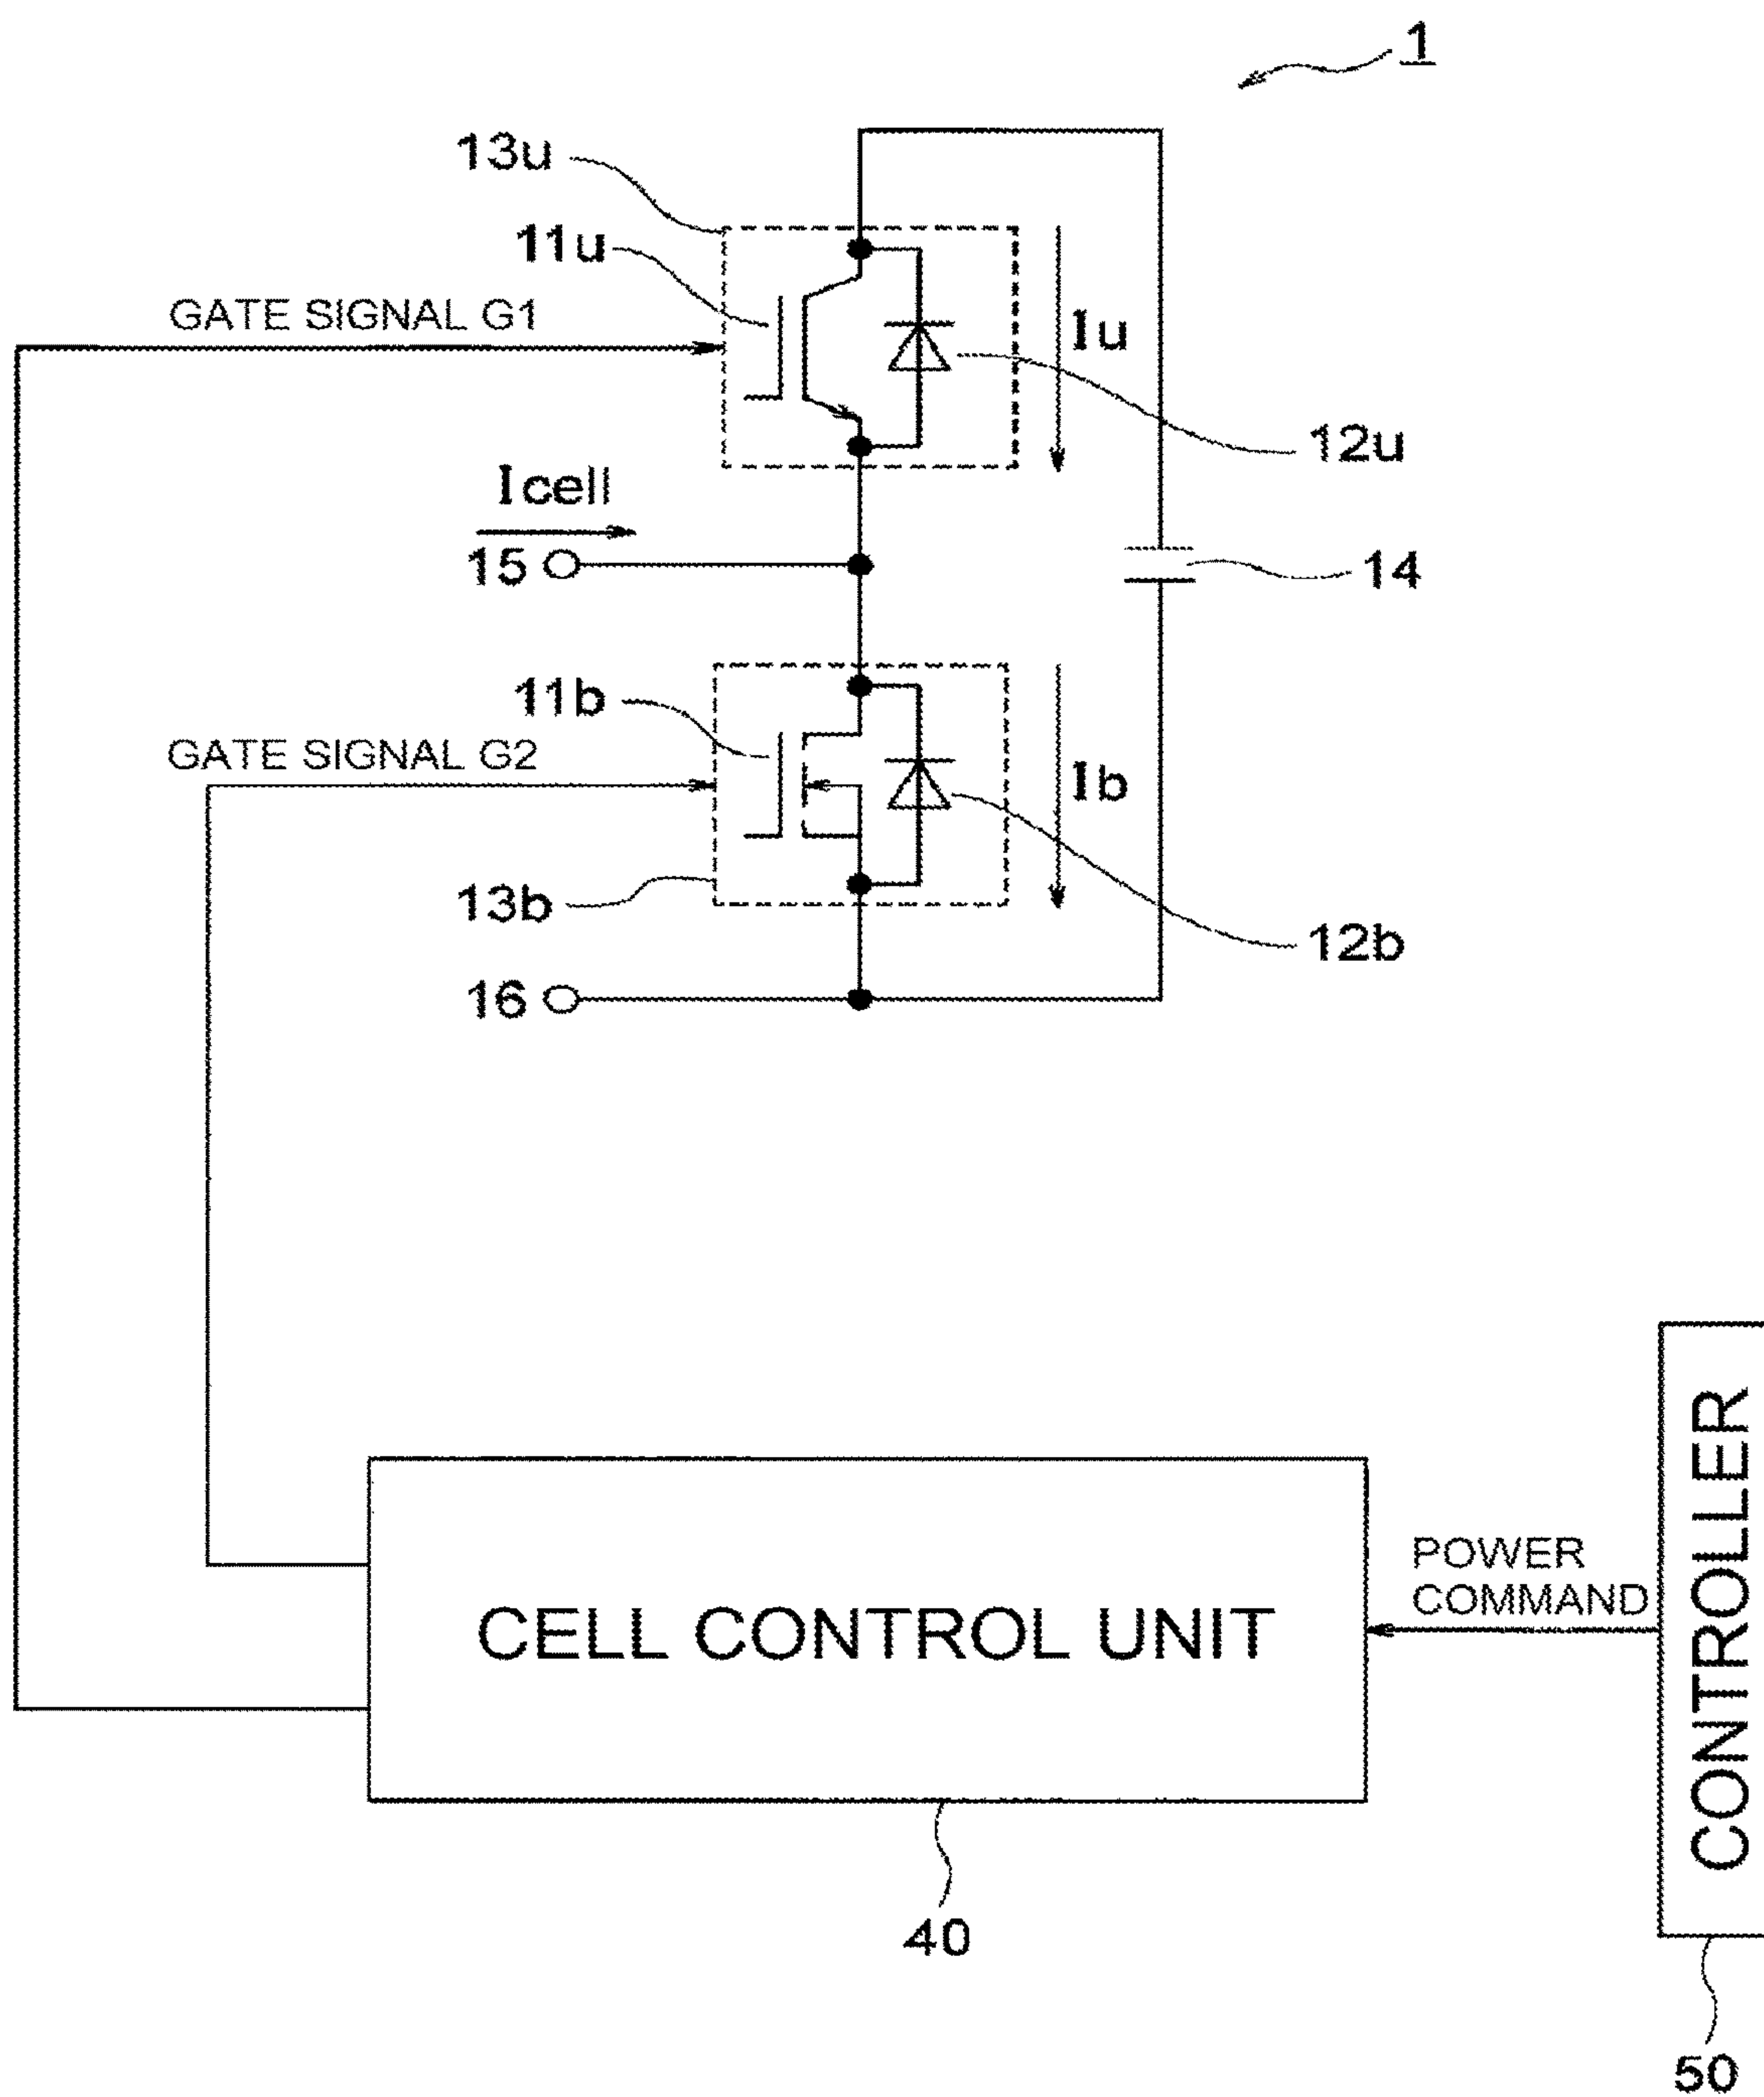 1
13u
11u
GATE SIGNAL G1
Iu
12u
Icell
15
14
11b
GATE SIGNAL G2
Ib
13b
12b
16
CELL CONTROL UNIT
POWER
COMMAND
CONTROLLER
40
50